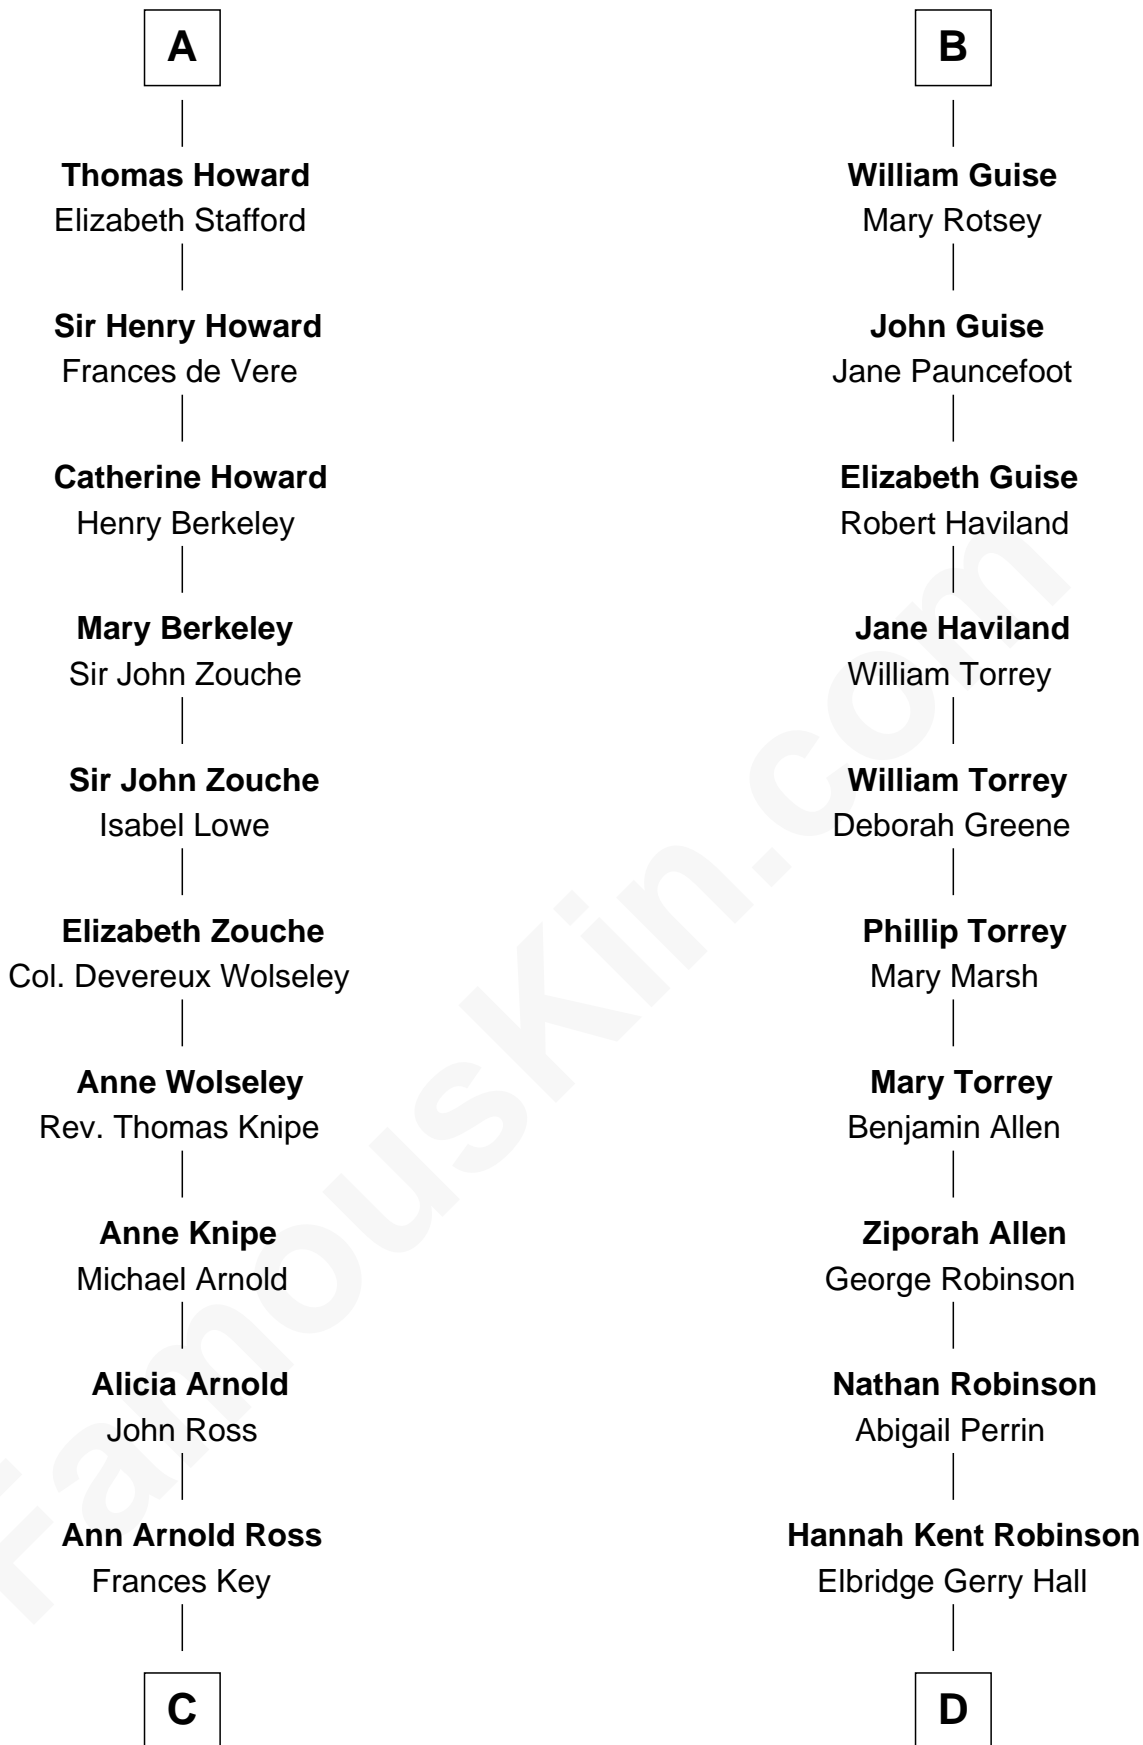 A
Thomas Howard
Elizabeth Stafford
Sir Henry Howard
Frances de Vere
Catherine Howard
Henry Berkeley
Mary Berkeley
Sir John Zouche
Sir John Zouche
Isabel Lowe
Elizabeth Zouche
Col. Devereux Wolseley
Anne Wolseley
Rev. Thomas Knipe
Anne Knipe
Michael Arnold
Alicia Arnold
John Ross
Ann Arnold Ross
Frances Key
C
B
William Guise
Mary Rotsey
John Guise
Jane Pauncefoot
Elizabeth Guise
Robert Haviland
Jane Haviland
William Torrey
William Torrey
Deborah Greene
Phillip Torrey
Mary Marsh
Mary Torrey
Benjamin Allen
Ziporah Allen
George Robinson
Nathan Robinson
Abigail Perrin
Hannah Kent Robinson
Elbridge Gerry Hall
D
FamousKin.com